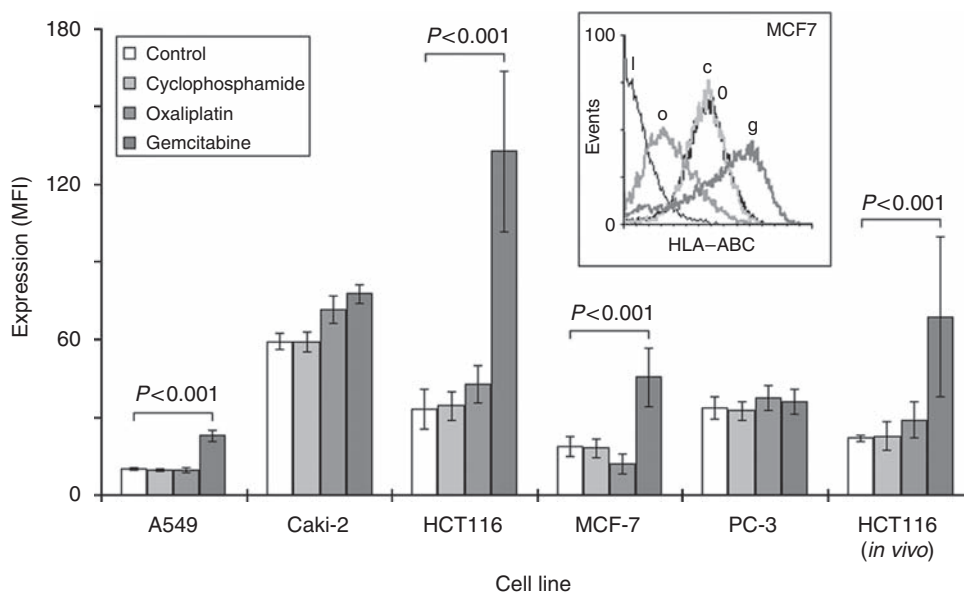 180
120
60
0
Expression (MFI)
Control
Cyclophosphamide
Oxaliplatin
Gemcitabine
P<0.001
P<0.001
P<0.001
P<0.001
MCF7
100
0
Events
l
o
c
0
g
HLA–ABC
A549
Caki-2
HCT116
MCF-7
PC-3
HCT116
(in vivo)
Cell line